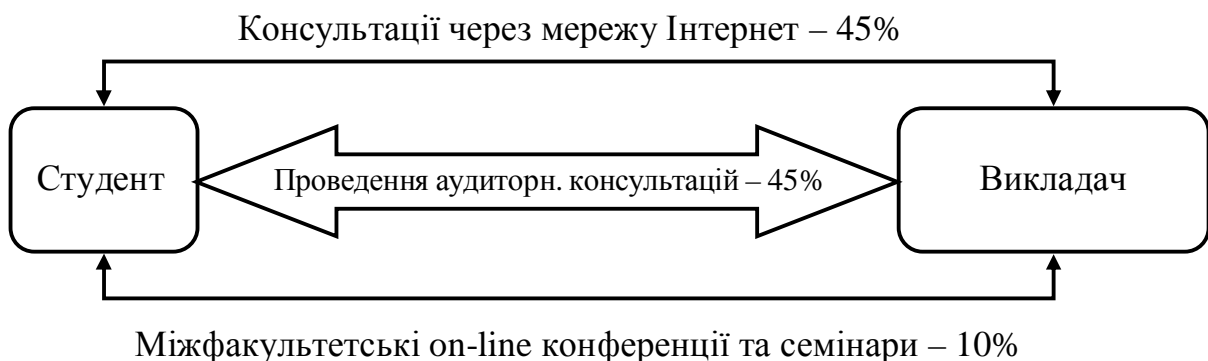 Консультації через мережу Інтернет – 45%
Студент
Проведення аудиторн. консультацій – 45%
Викладач
Міжфакультетські on-line конференції та семінари – 10%